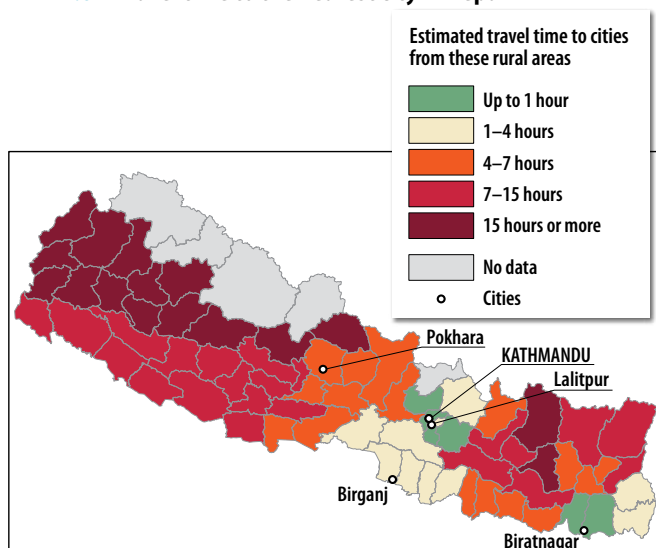 Estimated travel time to cities
from these rural areas
Up to 1 hour
1–4 hours
4–7 hours
7–15 hours
15 hours or more
No data
Cities
Pokhara
KATHMANDU
Lalitpur
Birganj
Biratnagar